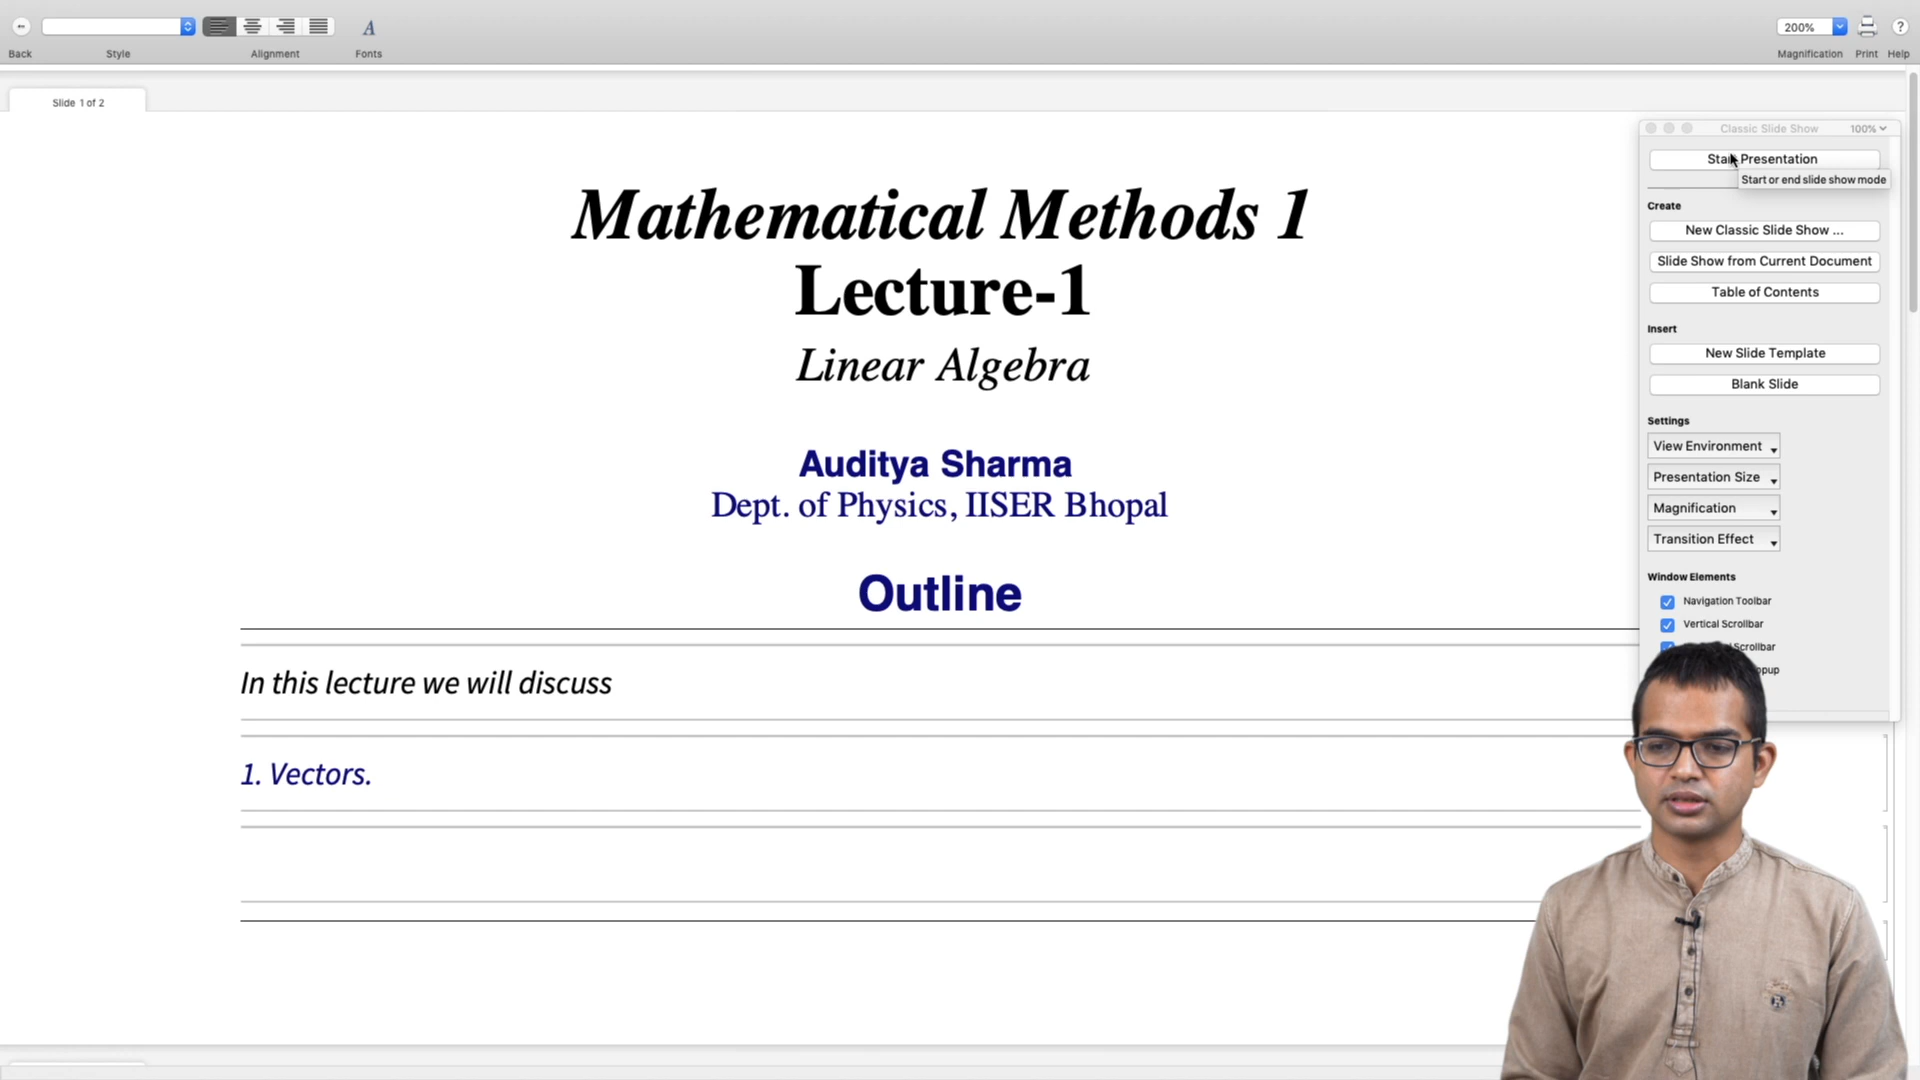 200%
Back
Style
Alignment
Fonts
Magnification
Print
Help
Slide 1 of 2
Mathematical Methods 1
Lecture-1
Linear Algebra
Auditya Sharma
Dept. of Physics, IISER Bhopal
Outline
In this lecture we will discuss
1. Vectors.
Classic Slide Show
100%
Start Presentation
Start or end slide show mode
Create
New Classic Slide Show ...
Slide Show from Current Document
Table of Contents
Insert
New Slide Template
Blank Slide
Settings
View Environment
Presentation Size
Magnification
Transition Effect
Window Elements
Navigation Toolbar
Vertical Scrollbar
Scrollbar